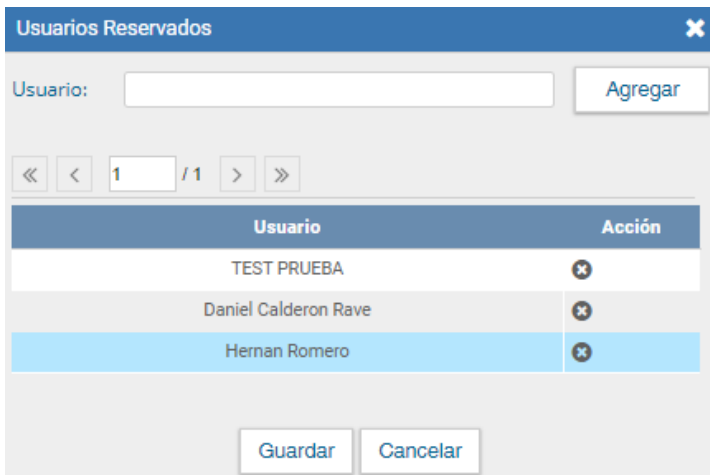 Usuarios Reservados
Usuario:
Agregar
1 / 1
Usuario Acción
TEST PRUEBA
Daniel Calderon Rave
Hernan Romero
Guardar Cancelar